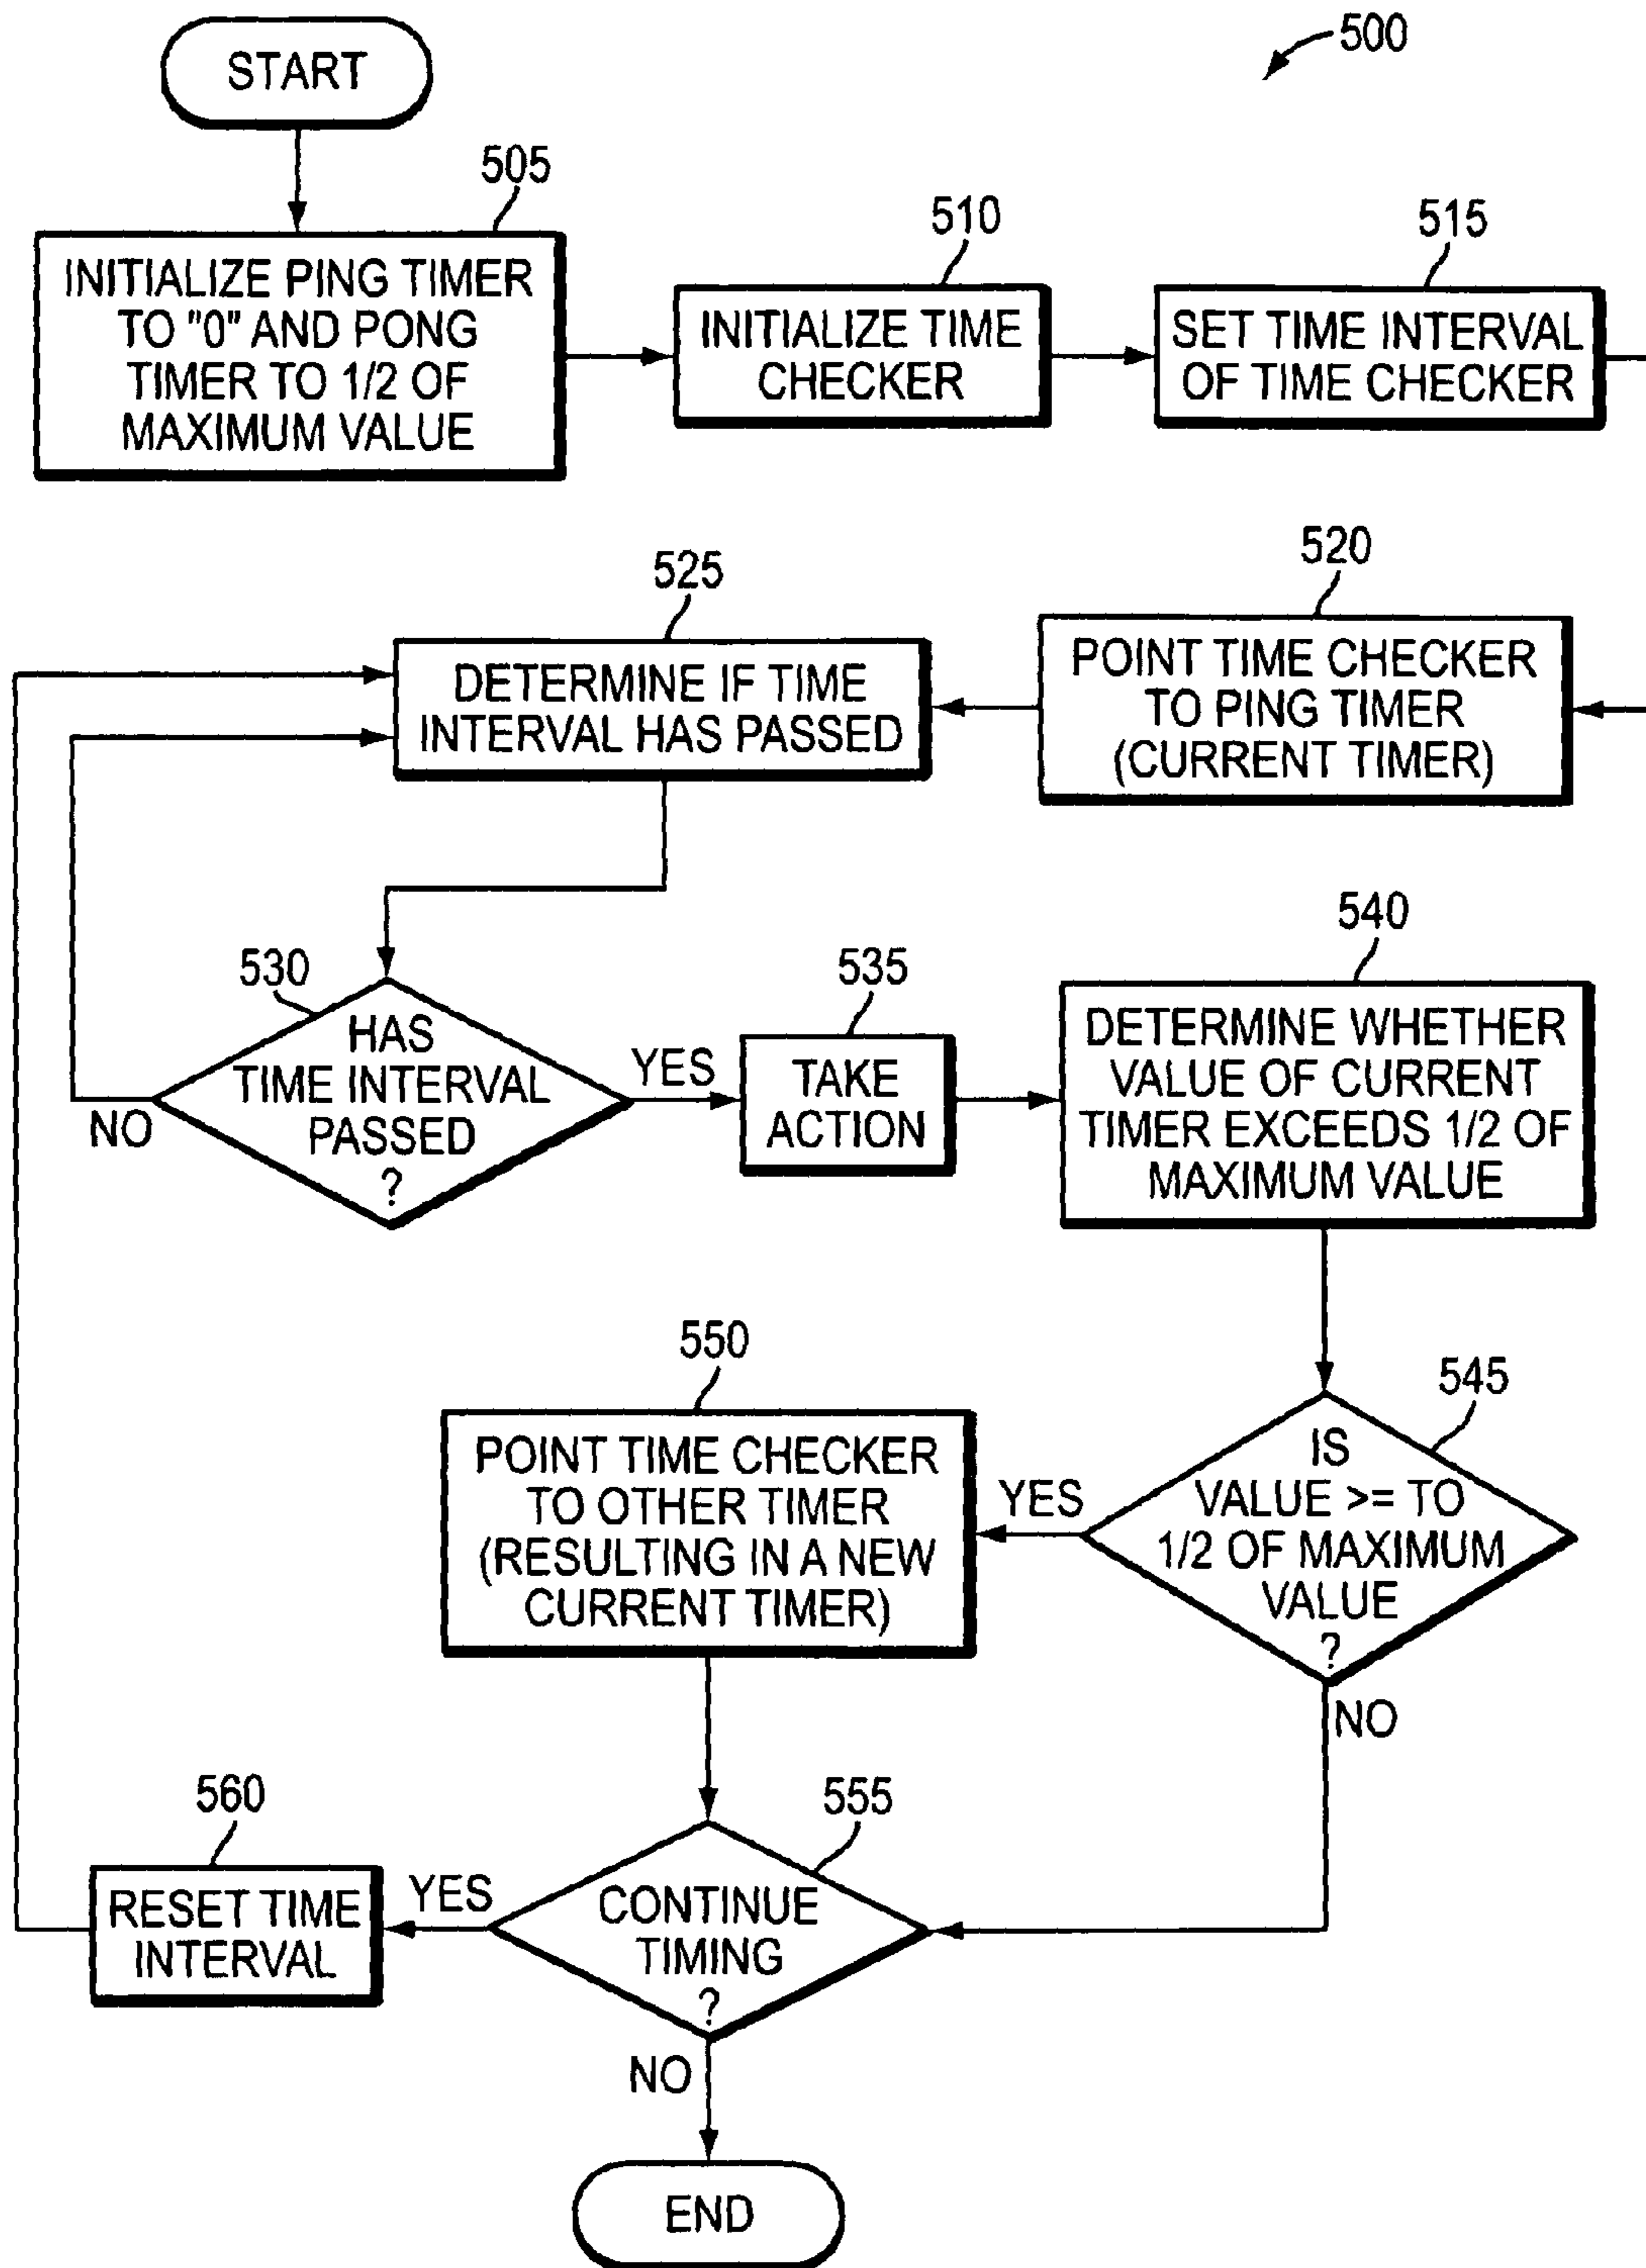 START
500
505
INITIALIZE PING TIMER
TO "0" AND PONG
TIMER TO 1/2 OF
MAXIMUM VALUE
510
INITIALIZE TIME
CHECKER
515
SET TIME INTERVAL
OF TIME CHECKER
520
POINT TIME CHECKER
TO PING TIMER
(CURRENT TIMER)
525
DETERMINE IF TIME
INTERVAL HAS PASSED
530
HAS
TIME INTERVAL
PASSED
?
NO
YES
535
TAKE
ACTION
540
DETERMINE WHETHER
VALUE OF CURRENT
TIMER EXCEEDS 1/2 OF
MAXIMUM VALUE
545
IS
VALUE >= TO
1/2 OF MAXIMUM
VALUE
?
YES
NO
550
POINT TIME CHECKER
TO OTHER TIMER
(RESULTING IN A NEW
CURRENT TIMER)
555
CONTINUE
TIMING
?
YES
NO
560
RESET TIME
INTERVAL
END